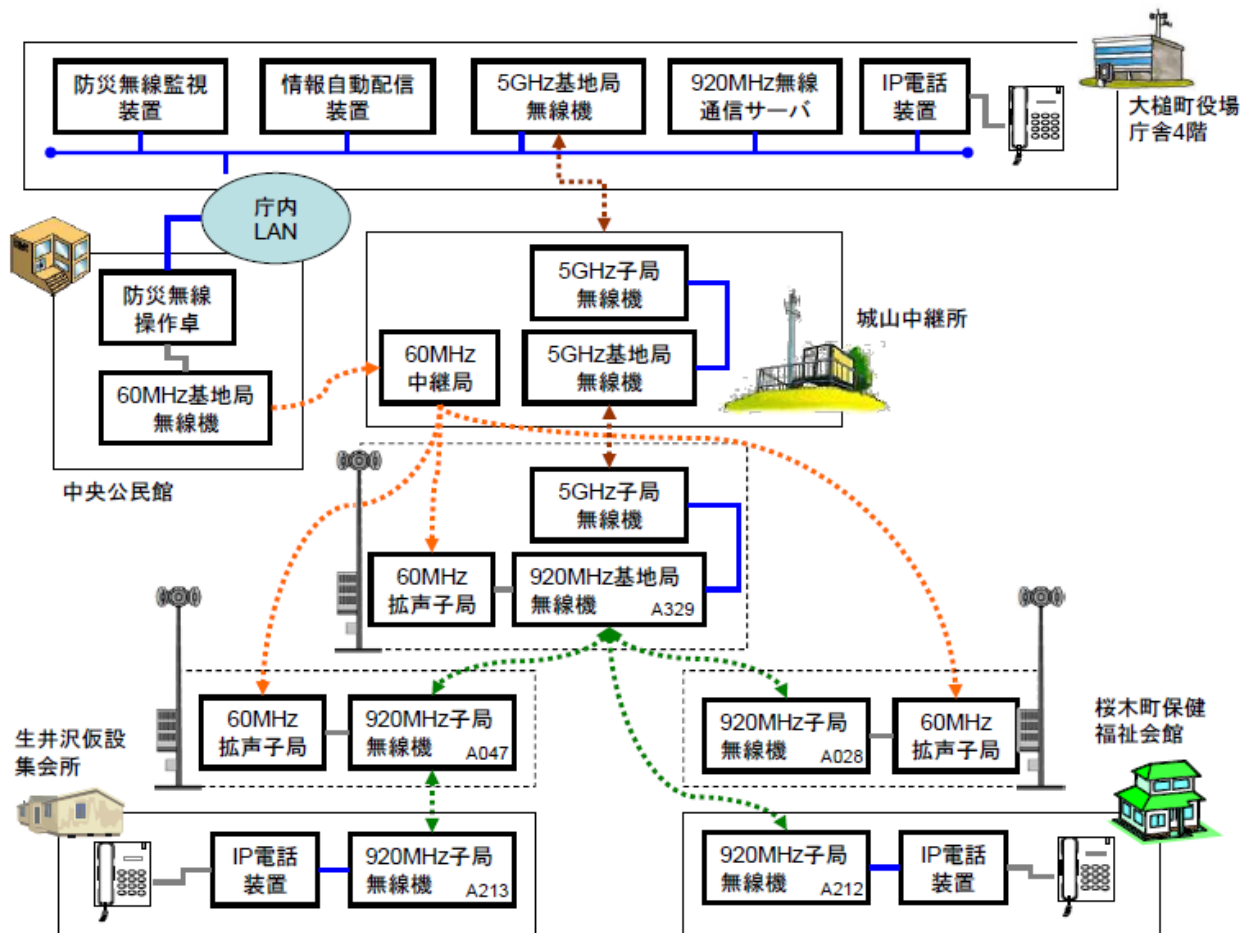 防災無線監視
装置
情報自動配信
装置
5GHz基地局
無線機
920MHz無線
通信サーバ
IP電話
装置
大槌町役場
庁舎4階
庁内
LAN
防災無線
操作卓
60MHz基地局
無線機
中央公民館
5GHz子局
無線機
60MHz
中継局
5GHz基地局
無線機
城山中継所
5GHz子局
無線機
60MHz
拡声子局
920MHz基地局
無線機
A329
60MHz
拡声子局
920MHz子局
無線機
A047
920MHz子局
無線機
A028
60MHz
拡声子局
生井沢仮設
集会所
桜木町保健
福祉会館
IP電話
装置
920MHz子局
無線機
A213
920MHz子局
無線機
A212
IP電話
装置